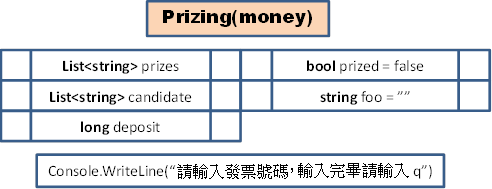 Prizing(money)
List<string> prizes
bool prized = false
List<string> candidate
string foo = ””
long deposit
Console.WriteLine(“請輸入發票號碼，輸入完畢請輸入 q”)